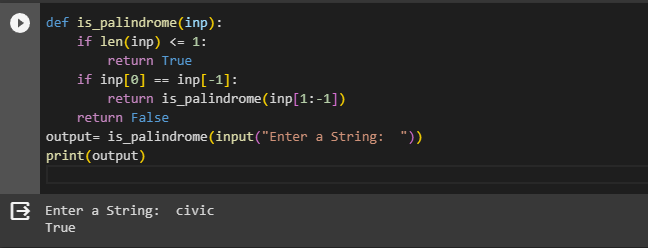 def is_palindrome(inp):
    if len(inp) <= 1:
        return True
    if inp[0] == inp[-1]:
        return is_palindrome(inp[1:-1])
    return False
output= is_palindrome(input("Enter a String:  "))
print(output)
Enter a String:  civic
True